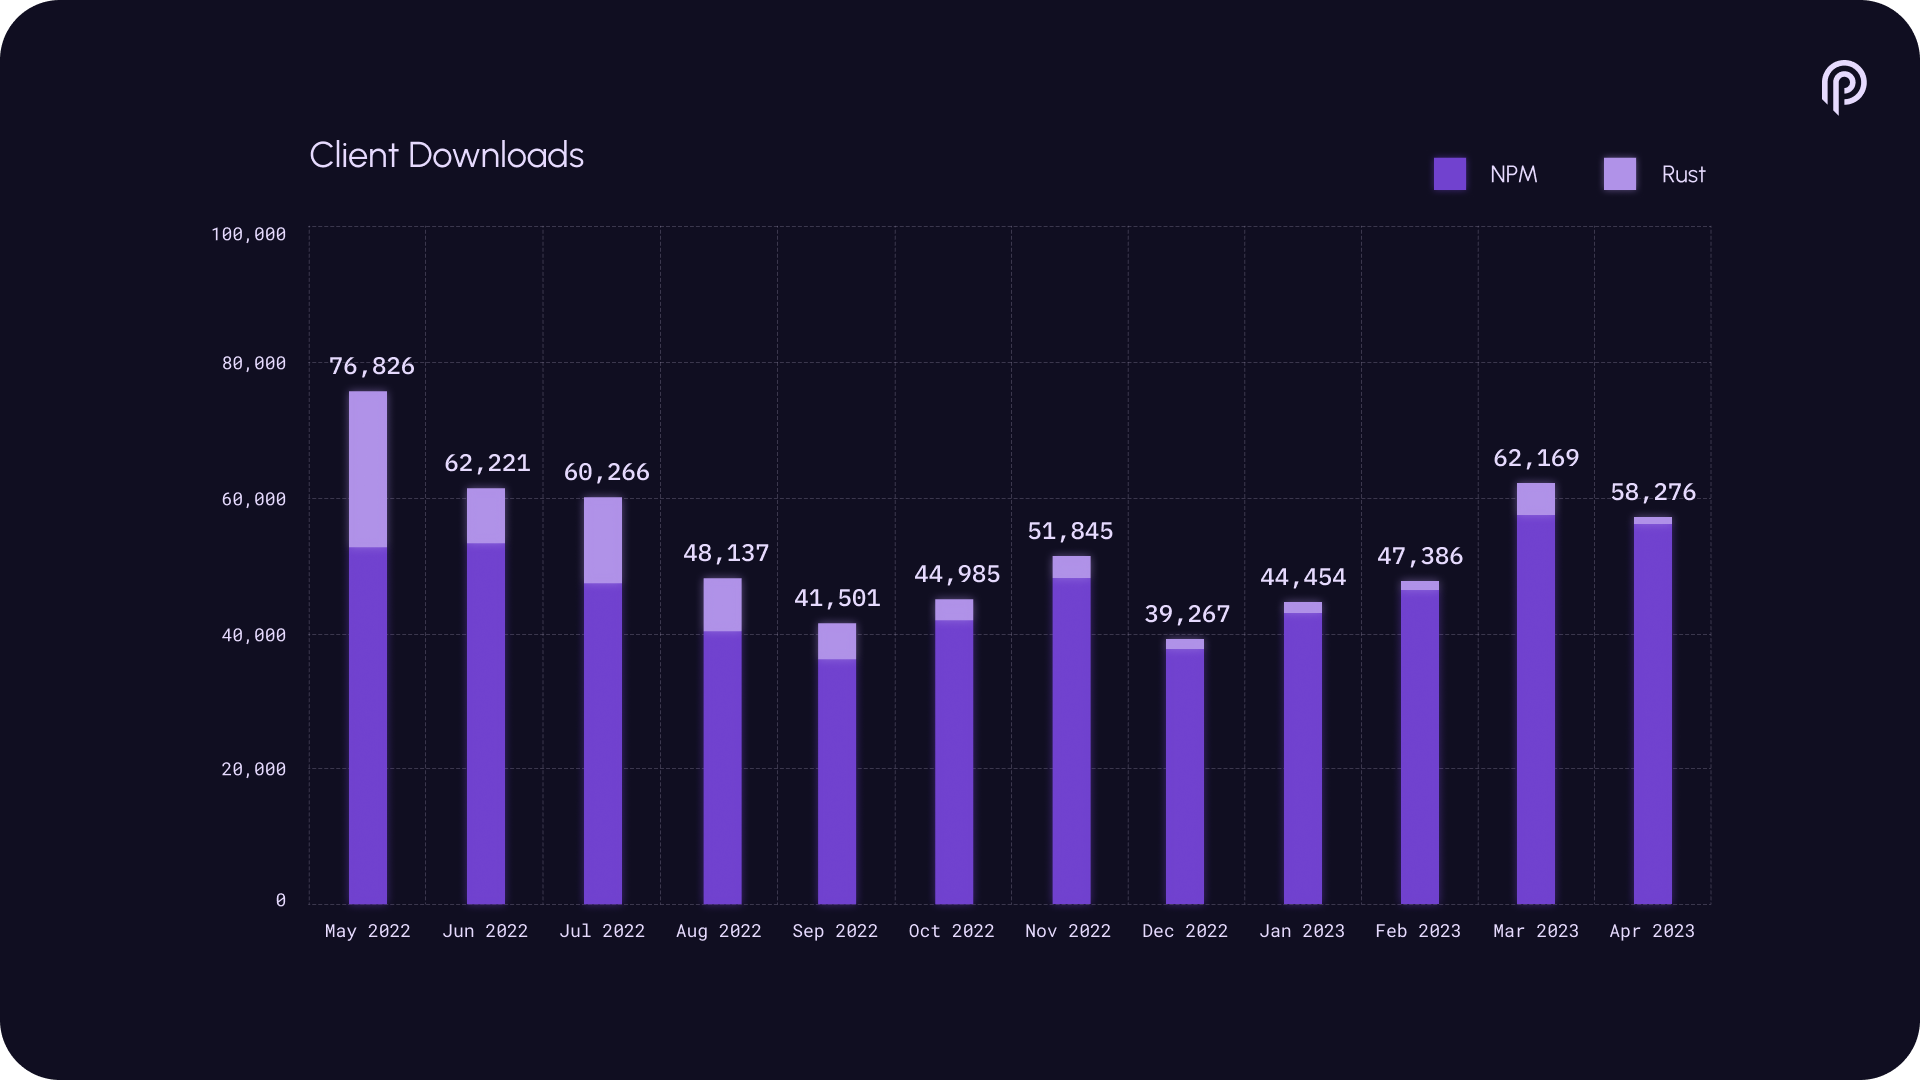 Client Downloads
NPM
Rust
100,000
80,000
60,000
40,000
20,000
0
76,826
62,221
60,266
48,137
41,501
44,985
51,845
39,267
44,454
47,386
62,169
58,276
May 2022
Jun 2022
Jul 2022
Aug 2022
Sep 2022
Oct 2022
Nov 2022
Dec 2022
Jan 2023
Feb 2023
Mar 2023
Apr 2023